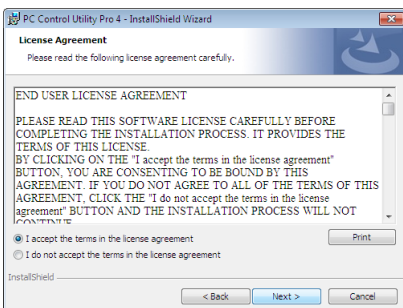 PC Control Utility Pro 4 - InstallShield Wizard
License Agreement
Please read the following license agreement carefully.
END USER LICENSE AGREEMENT
PLEASE READ THIS SOFTWARE LICENSE CAREFULLY BEFORE
COMPLETING THE INSTALLATION PROCESS. IT PROVIDES THE
TERMS OF THIS LICENSE.
BY CLICKING ON THE "I accept the terms in the license agreement"
BUTTON, YOU ARE CONSENTING TO BE BOUND BY THIS
AGREEMENT. IF YOU DO NOT AGREE TO ALL OF THE TERMS OF THIS
AGREEMENT, CLICK THE "I do not accept the terms in the license
agreement" BUTTON AND THE INSTALLATION PROCESS WILL NOT
CONTINUE
I accept the terms in the license agreement
Print
I do not accept the terms in the license agreement
InstallShield
< Back
Next >
Cancel